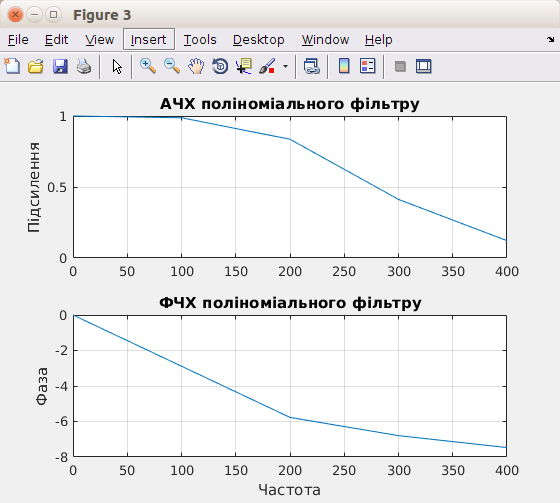 Figure 3
File Edit View Insert Tools Desktop Window Help
АЧХ поліноміального фільтру
Підсилення
1
0.5
0
0 50 100 150 200 250 300 350 400
ФЧХ поліноміального фільтру
Фаза
0
-2
-4
-6
-8
0 50 100 150 200 250 300 350 400
Частота